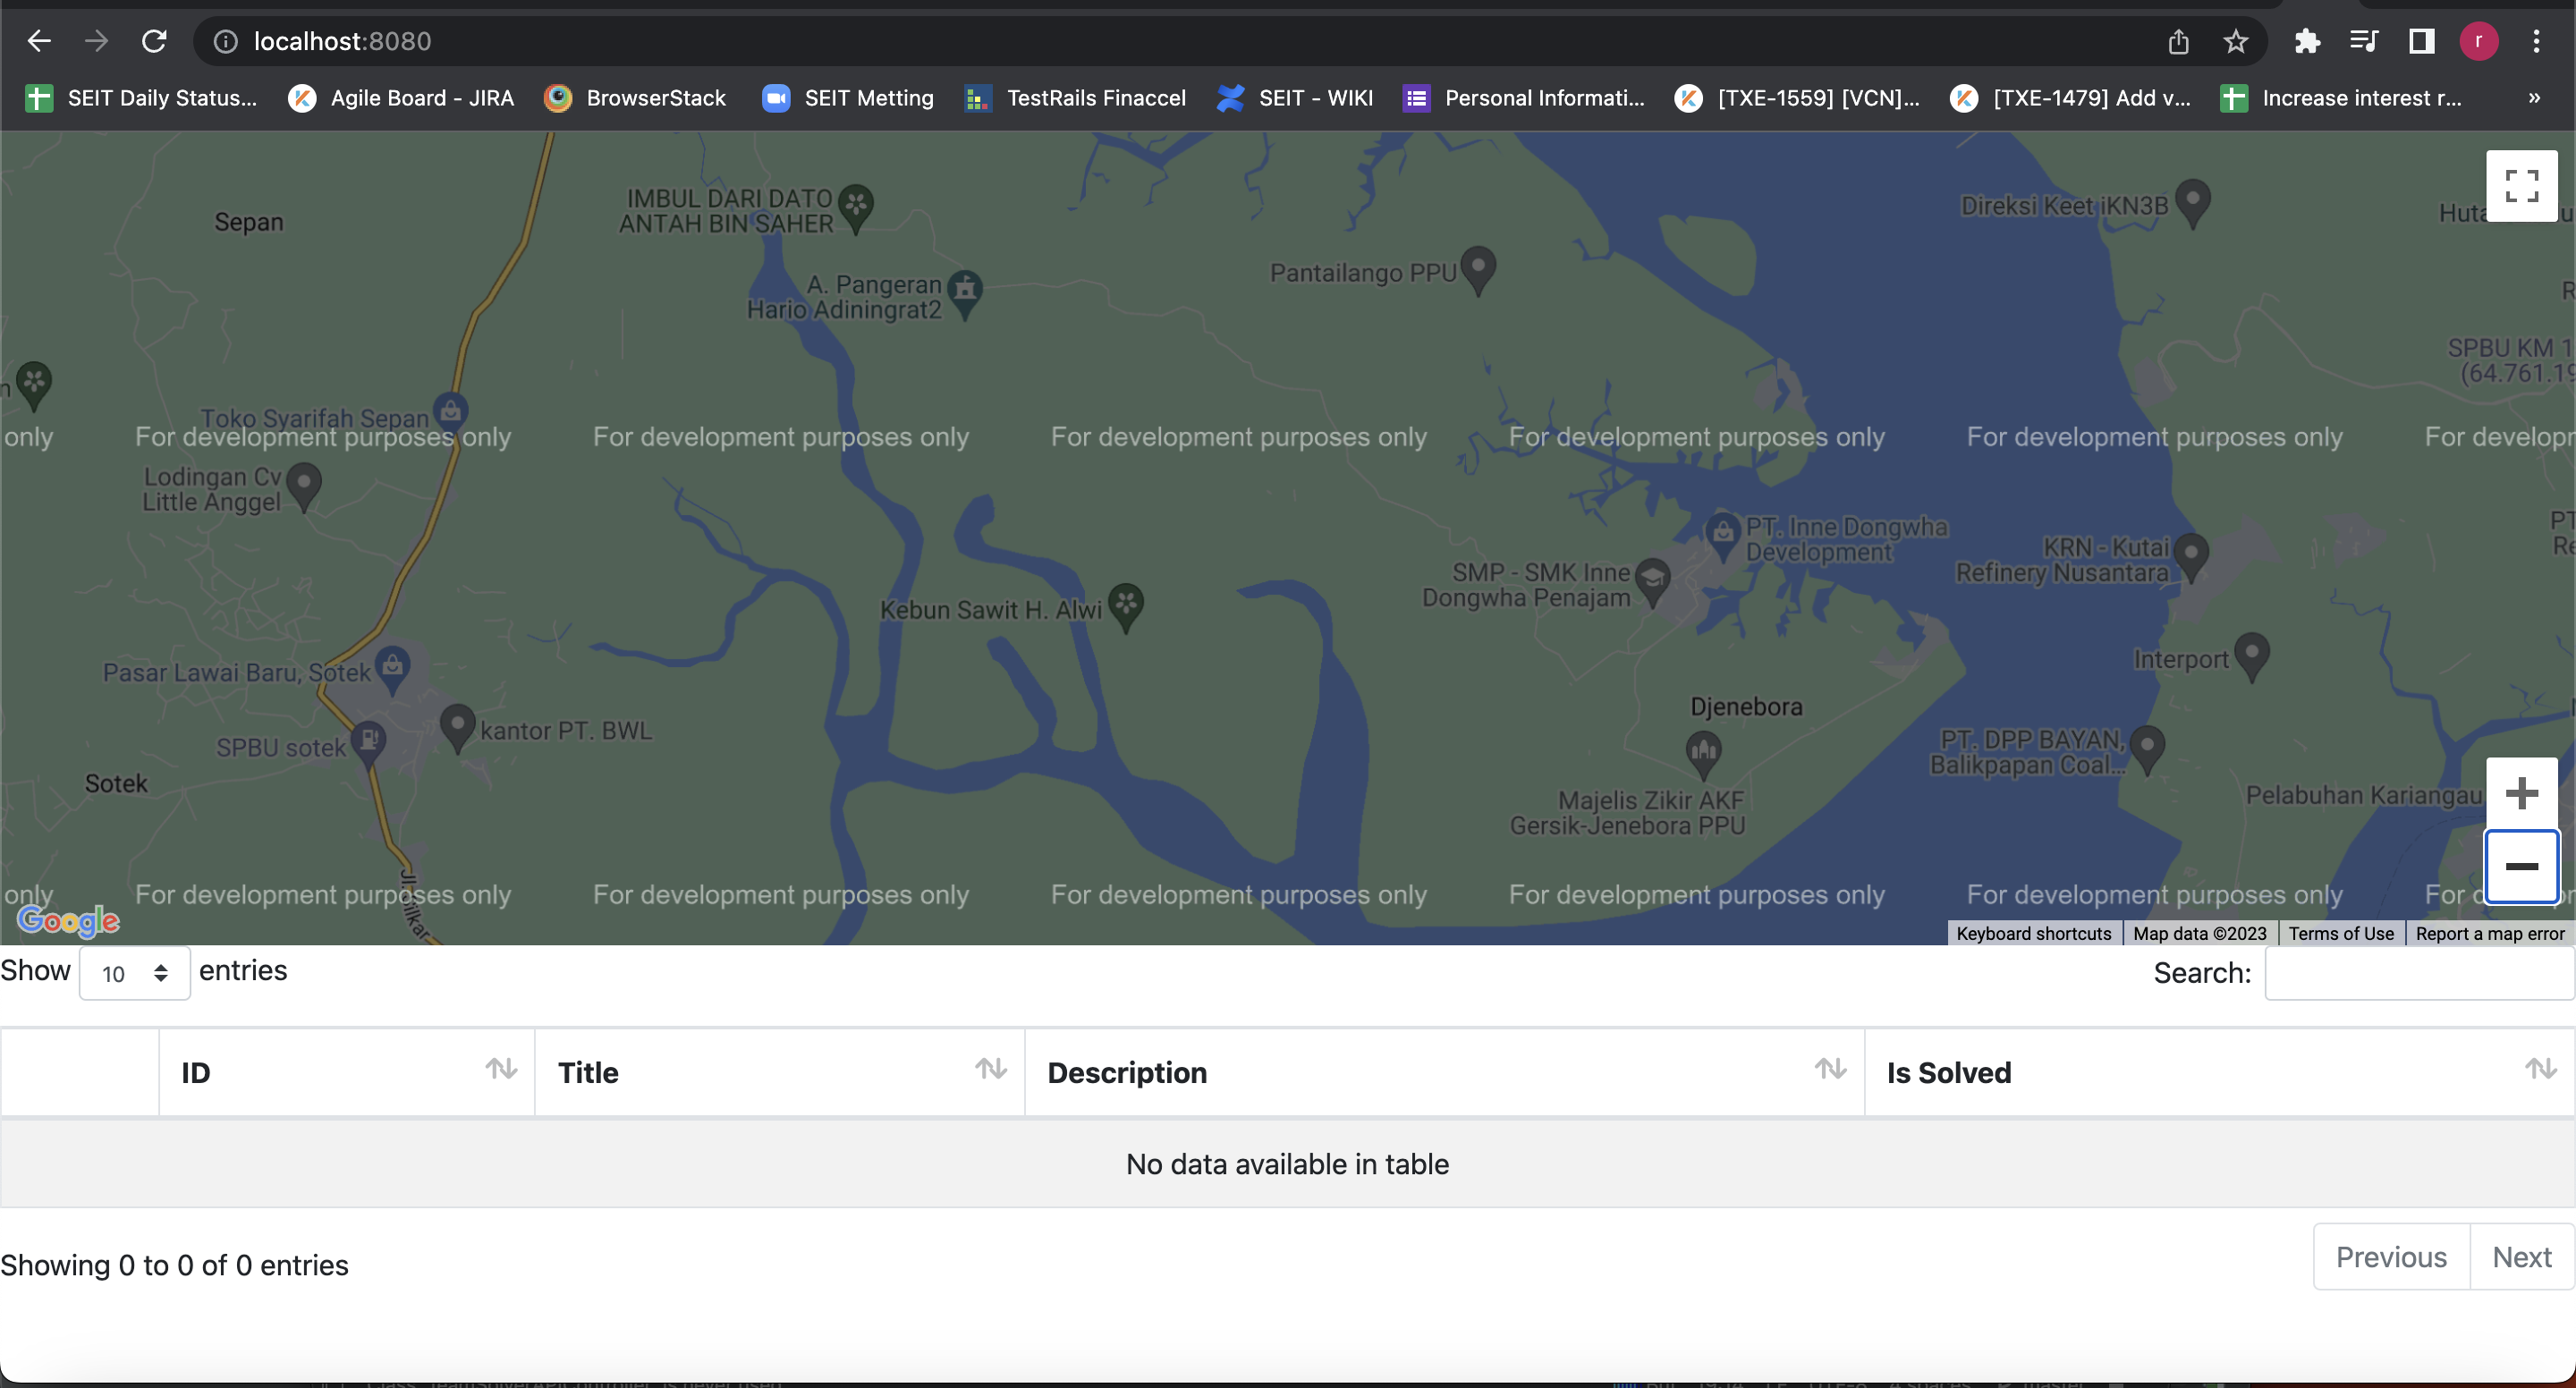 localhost:8080
r
SEIT Daily Status...
Agile Board - JIRA
BrowserStack
SEIT Metting
TestRails Finaccel
SEIT - WIKI
Personal Informati...
[TXE-1559] [VCN]...
[TXE-1479] Add v...
Increase interest r...
»
Sepan
IMBUL DARI DATO
ANTAH BIN SAHER
Direksi Keet iKN3B
Huta
A. Pangeran
Hario Adiningrat2
Pantailango PPU
R
SPBU KM 1
(64.761.19
n
Toko Syarifah Sepan
only
For development purposes only
For development purposes only
For development purposes only
For development purposes only
For development purposes only
For develop
Lodingan Cv
Little Anggel
PT. Inne Dongwha
Development
KRN - Kutai
Refinery Nusantara
PT
Re
SMP - SMK Inne
Dongwha Penajam
Kebun Sawit H. Alwi
Pasar Lawai Baru, Sotek
Interport
kantor PT. BWL
SPBU sotek
Djenebora
PT. DPP BAYAN,
Balikpapan Coal...
Sotek
Majelis Zikir AKF
Gersik-Jenebora PPU
Pelabuhan Kariangau
only
For development purposes only
For development purposes only
For development purposes only
For development purposes only
For development purposes only
Google
Keyboard shortcuts
Map data ©2023
Terms of Use
Report a map error
Show 10 entries
Search:
ID
Title
Description
Is Solved
No data available in table
Showing 0 to 0 of 0 entries
Previous
Next